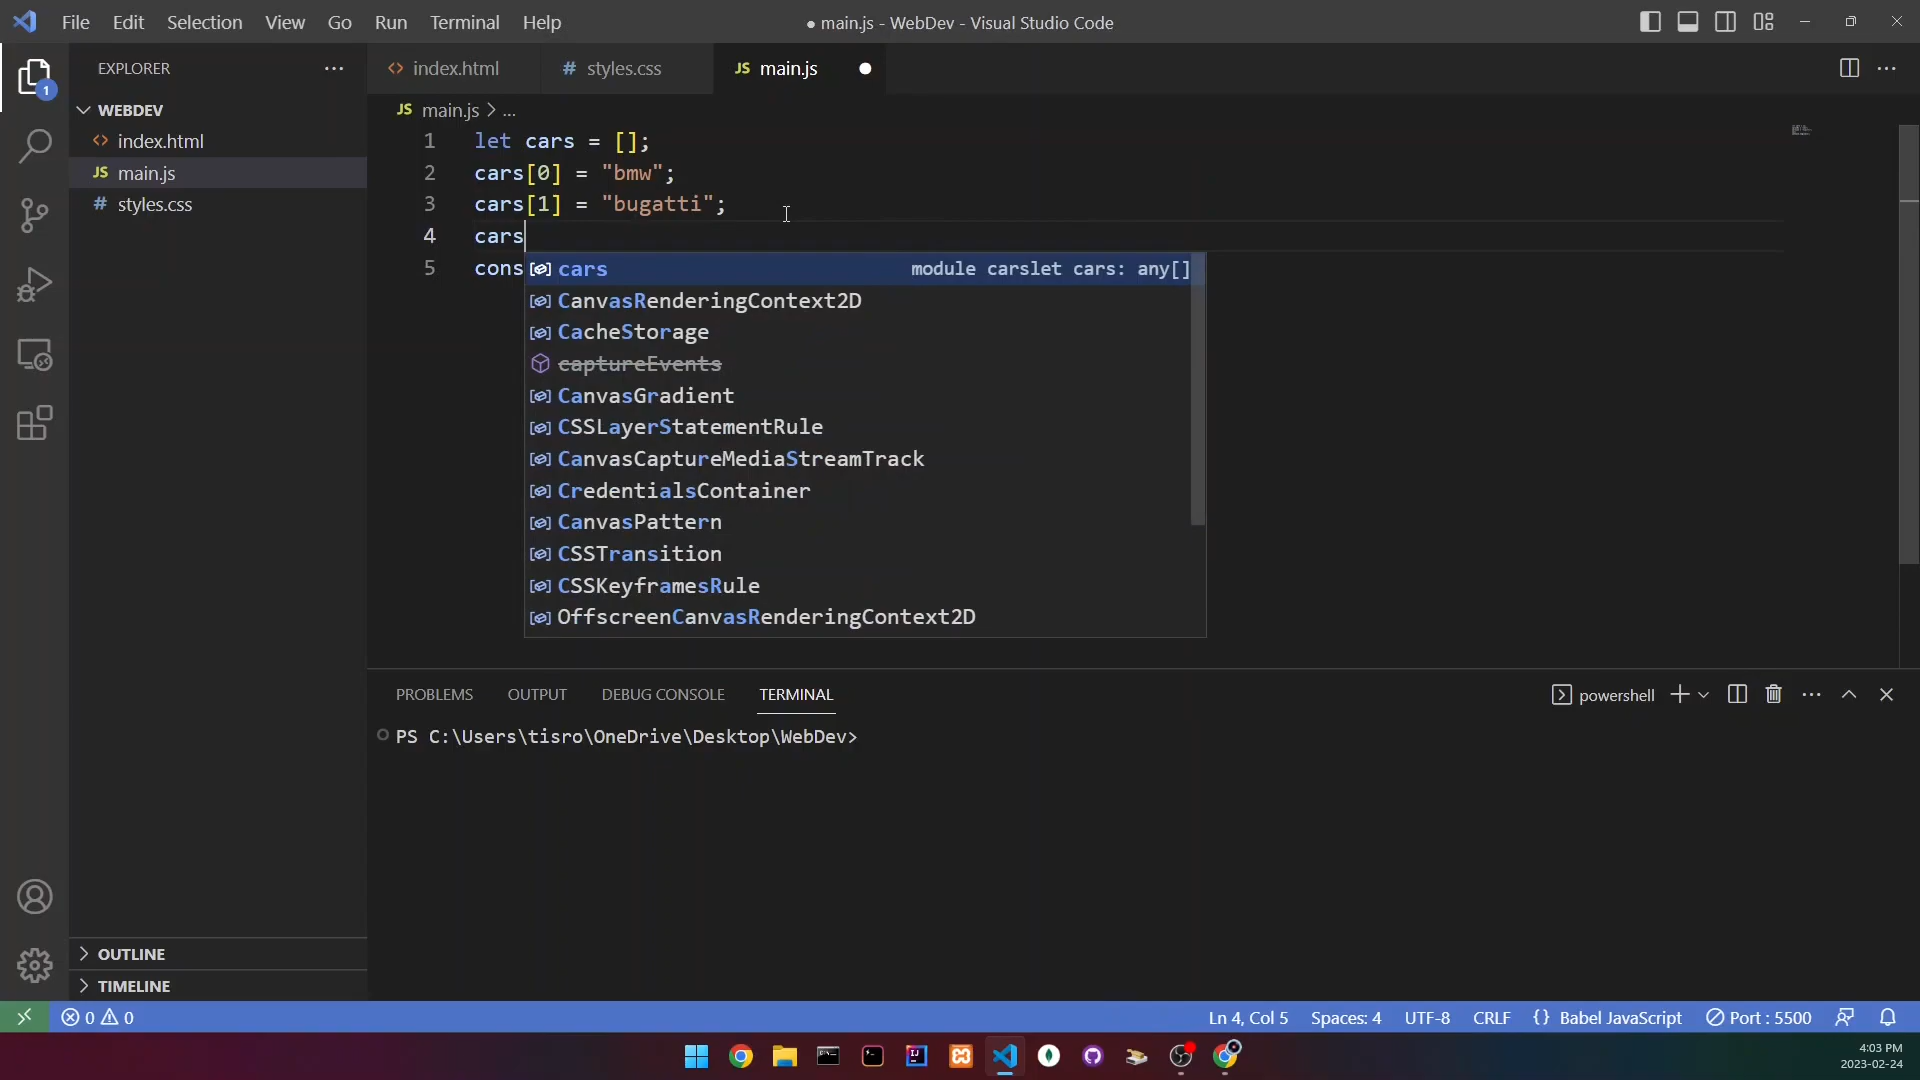 File Edit Selection View Go Run Terminal Help
● main.js - WebDev - Visual Studio Code
EXPLORER
index.html
# styles.css
JS main.js
1
WEBDEV
index.html
JS main.js
# styles.css
JS main.js > ...
1 let cars = [];
2 cars[0] = "bmw";
3 cars[1] = "bugatti";
4 cars
5 cons
cars module carslet cars: any[]
CanvasRenderingContext2D
CacheStorage
captureEvents
CanvasGradient
CSSLayerStatementRule
CanvasCaptureMediaStreamTrack
CredentialsContainer
CanvasPattern
CSSTransition
CSSKeyframesRule
OffscreenCanvasRenderingContext2D
PROBLEMS OUTPUT DEBUG CONSOLE TERMINAL
powershell
PS C:\Users\tisro\OneDrive\Desktop\WebDev>
OUTLINE
TIMELINE
0 0
Ln 4, Col 5 Spaces: 4 UTF-8 CRLF {} Babel JavaScript Port : 5500
4:03 PM
2023-02-24